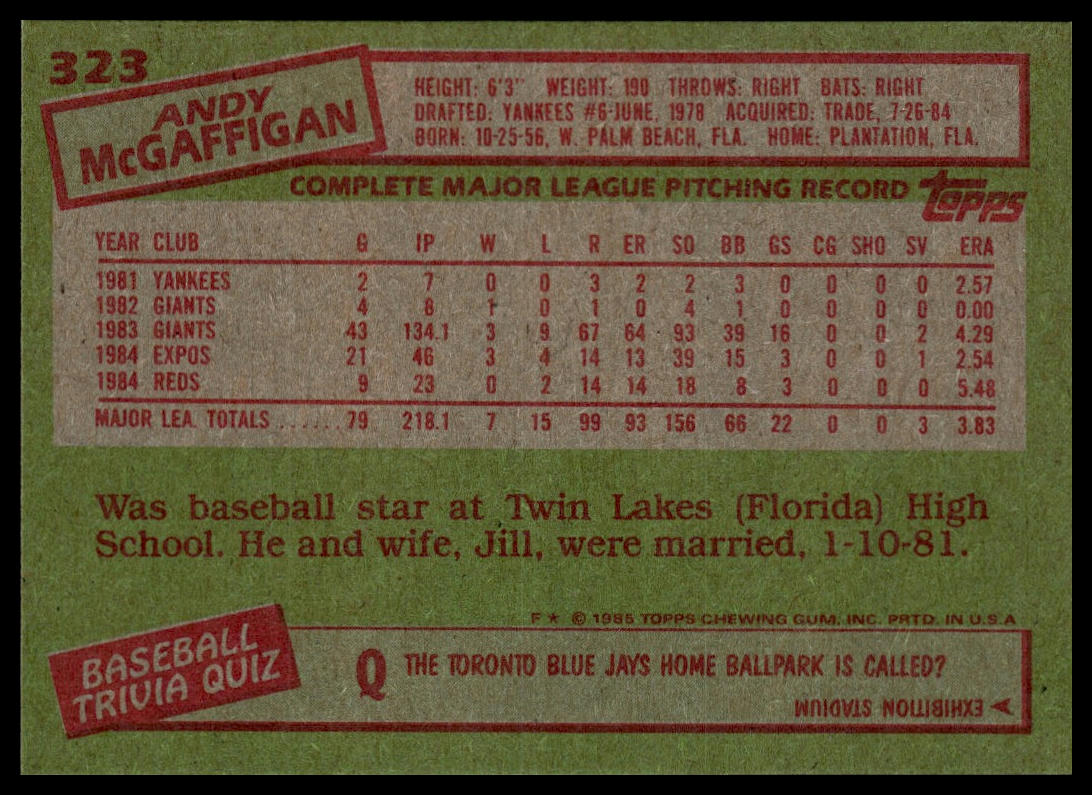 323
ANDY
McGAFFIGAN
HEIGHT: 6'3" WEIGHT: 190 THROWS: RIGHT BATS: RIGHT
DRAFTED: YANKEES #6-JUNE, 1978 ACQUIRED: TRADE, 7-26-84
BORN: 10-25-56, W. PALM BEACH, FLA. HOME: PLANTATION, FLA.
COMPLETE MAJOR LEAGUE PITCHING RECORD
topps
YEAR CLUB G IP W L R ER SO BB GS CG SHO SV ERA
1981 YANKEES 2 7 0 0 3 2 2 3 0 0 0 0 2.57
1982 GIANTS 4 8 1 0 1 0 4 1 0 0 0 0 0.00
1983 GIANTS 43 134.1 3 9 67 64 93 39 16 0 0 2 4.29
1984 EXPOS 21 46 3 4 14 13 39 15 3 0 0 1 2.54
1984 REDS 9 23 0 2 14 14 18 8 3 0 0 0 5.48
MAJOR LEA. TOTALS ...... 79 218.1 7 15 99 93 156 66 22 0 0 3 3.83
Was baseball star at Twin Lakes (Florida) High
School. He and wife, Jill, were married, 1-10-81.
F★ © 1985 TOPPS CHEWING GUM, INC. PRTD. IN U.S.A
BASEBALL
TRIVIA QUIZ
Q THE TORONTO BLUE JAYS HOME BALLPARK IS CALLED?
A EXHIBITION STADIUM